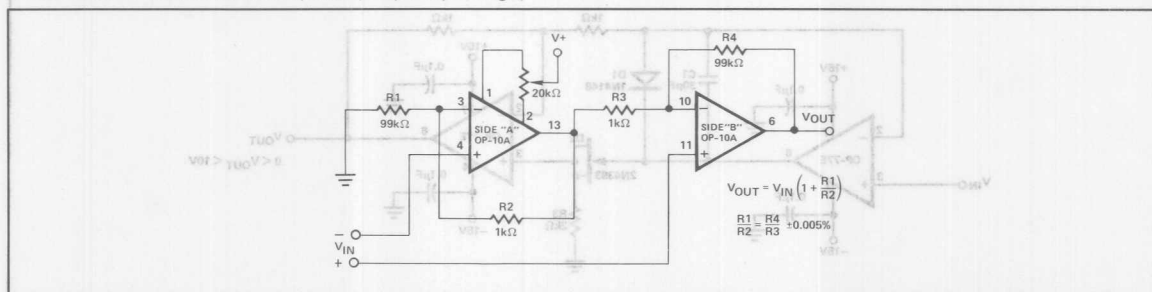 V+
R4
99kΩ
R1
99kΩ
1
20kΩ
2
3
SIDE "A"
OP-10A
4
13
R3
1kΩ
10
SIDE "B"
OP-10A
11
6
VOUT
R2
1kΩ
VOUT = VIN (1 + R1/R2)
R1/R2 = R4/R3 ±0.005%
−
VIN
+